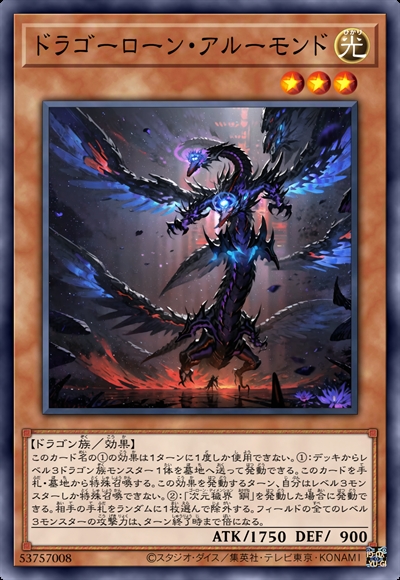 ドラゴーローン・アルーモンド
光
ひかり
【ドラゴン族／効果】
このカード名の①の効果は1ターンに1度しか使用できない。①：デッキから
レベル3ドラゴン族モンスター1体を墓地へ送って発動できる。このカードを手
札・墓地から特殊召喚する。この効果を発動するターン、自分はレベル3モン
スターしか特殊召喚できない。②：「次元臓界 銅」を発動した場合に発動で
きる。相手の手札をランダムに1枚選んで除外する。フィールドの全てのレベル
3モンスターの攻撃力は、ターン終了時まで倍になる。
ATK/1750 DEF/ 900
53757008
©スタジオ・ダイス／集英社・テレビ東京・KONAMI